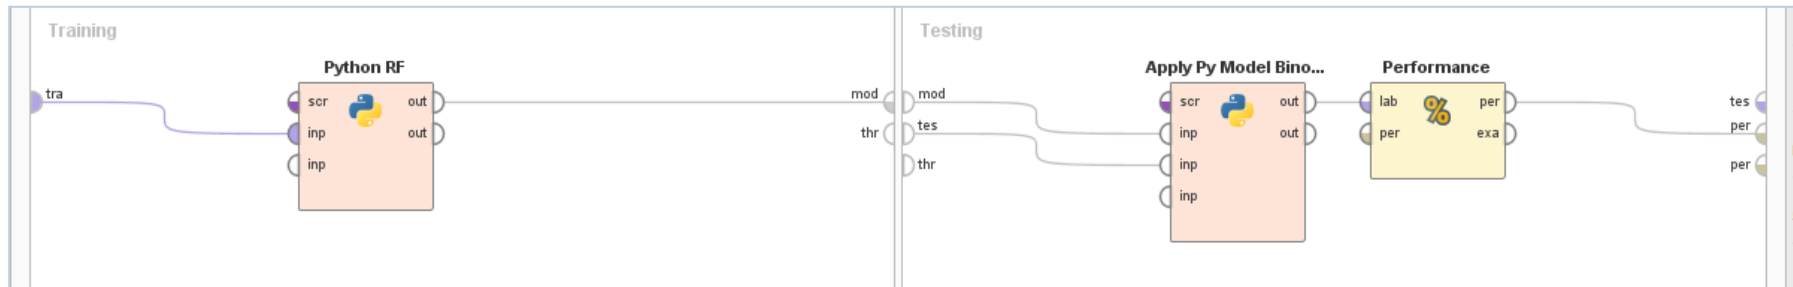 Training
Testing
Python RF
Apply Py Model Bino...
Performance
tra
scr
out
mod
mod
scr
out
lab
per
tes
inp
out
thr
tes
inp
out
per
exa
per
inp
thr
inp
per
inp